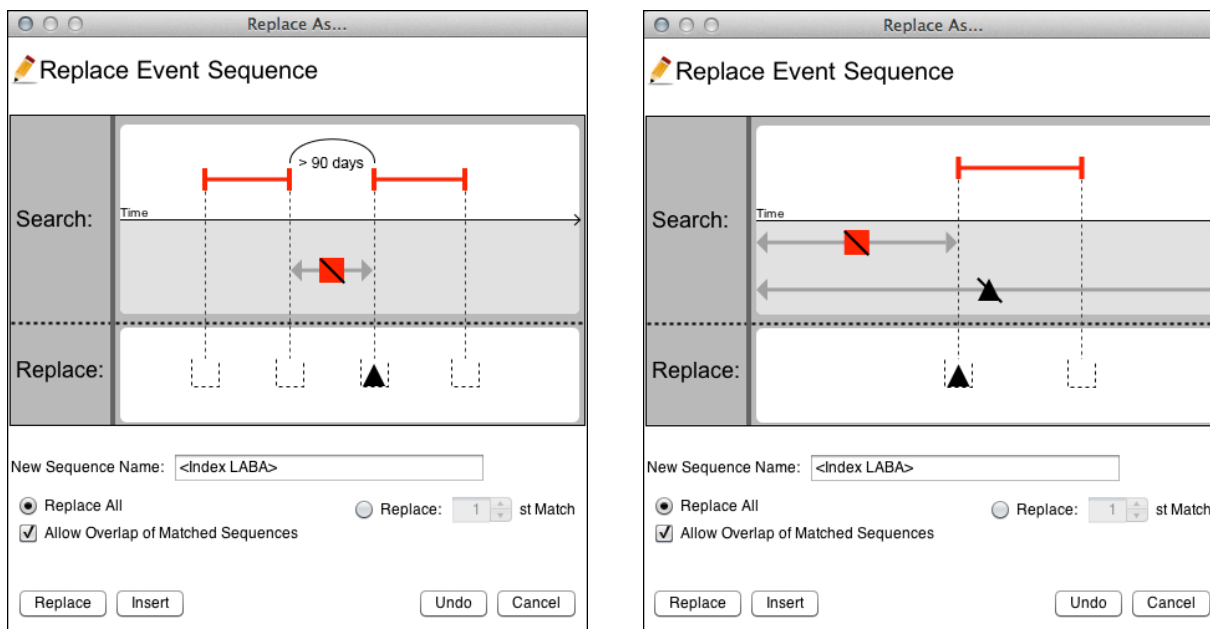 Replace As...
Replace Event Sequence
> 90 days
Search:
Time
Replace:
New Sequence Name: <Index LABA>
Replace All
Replace: 1 st Match
Allow Overlap of Matched Sequences
Replace Insert Undo Cancel
Replace As...
Replace Event Sequence
Search:
Time
Replace:
New Sequence Name: <Index LABA>
Replace All
Replace: 1 st Match
Allow Overlap of Matched Sequences
Replace Insert Undo Cancel